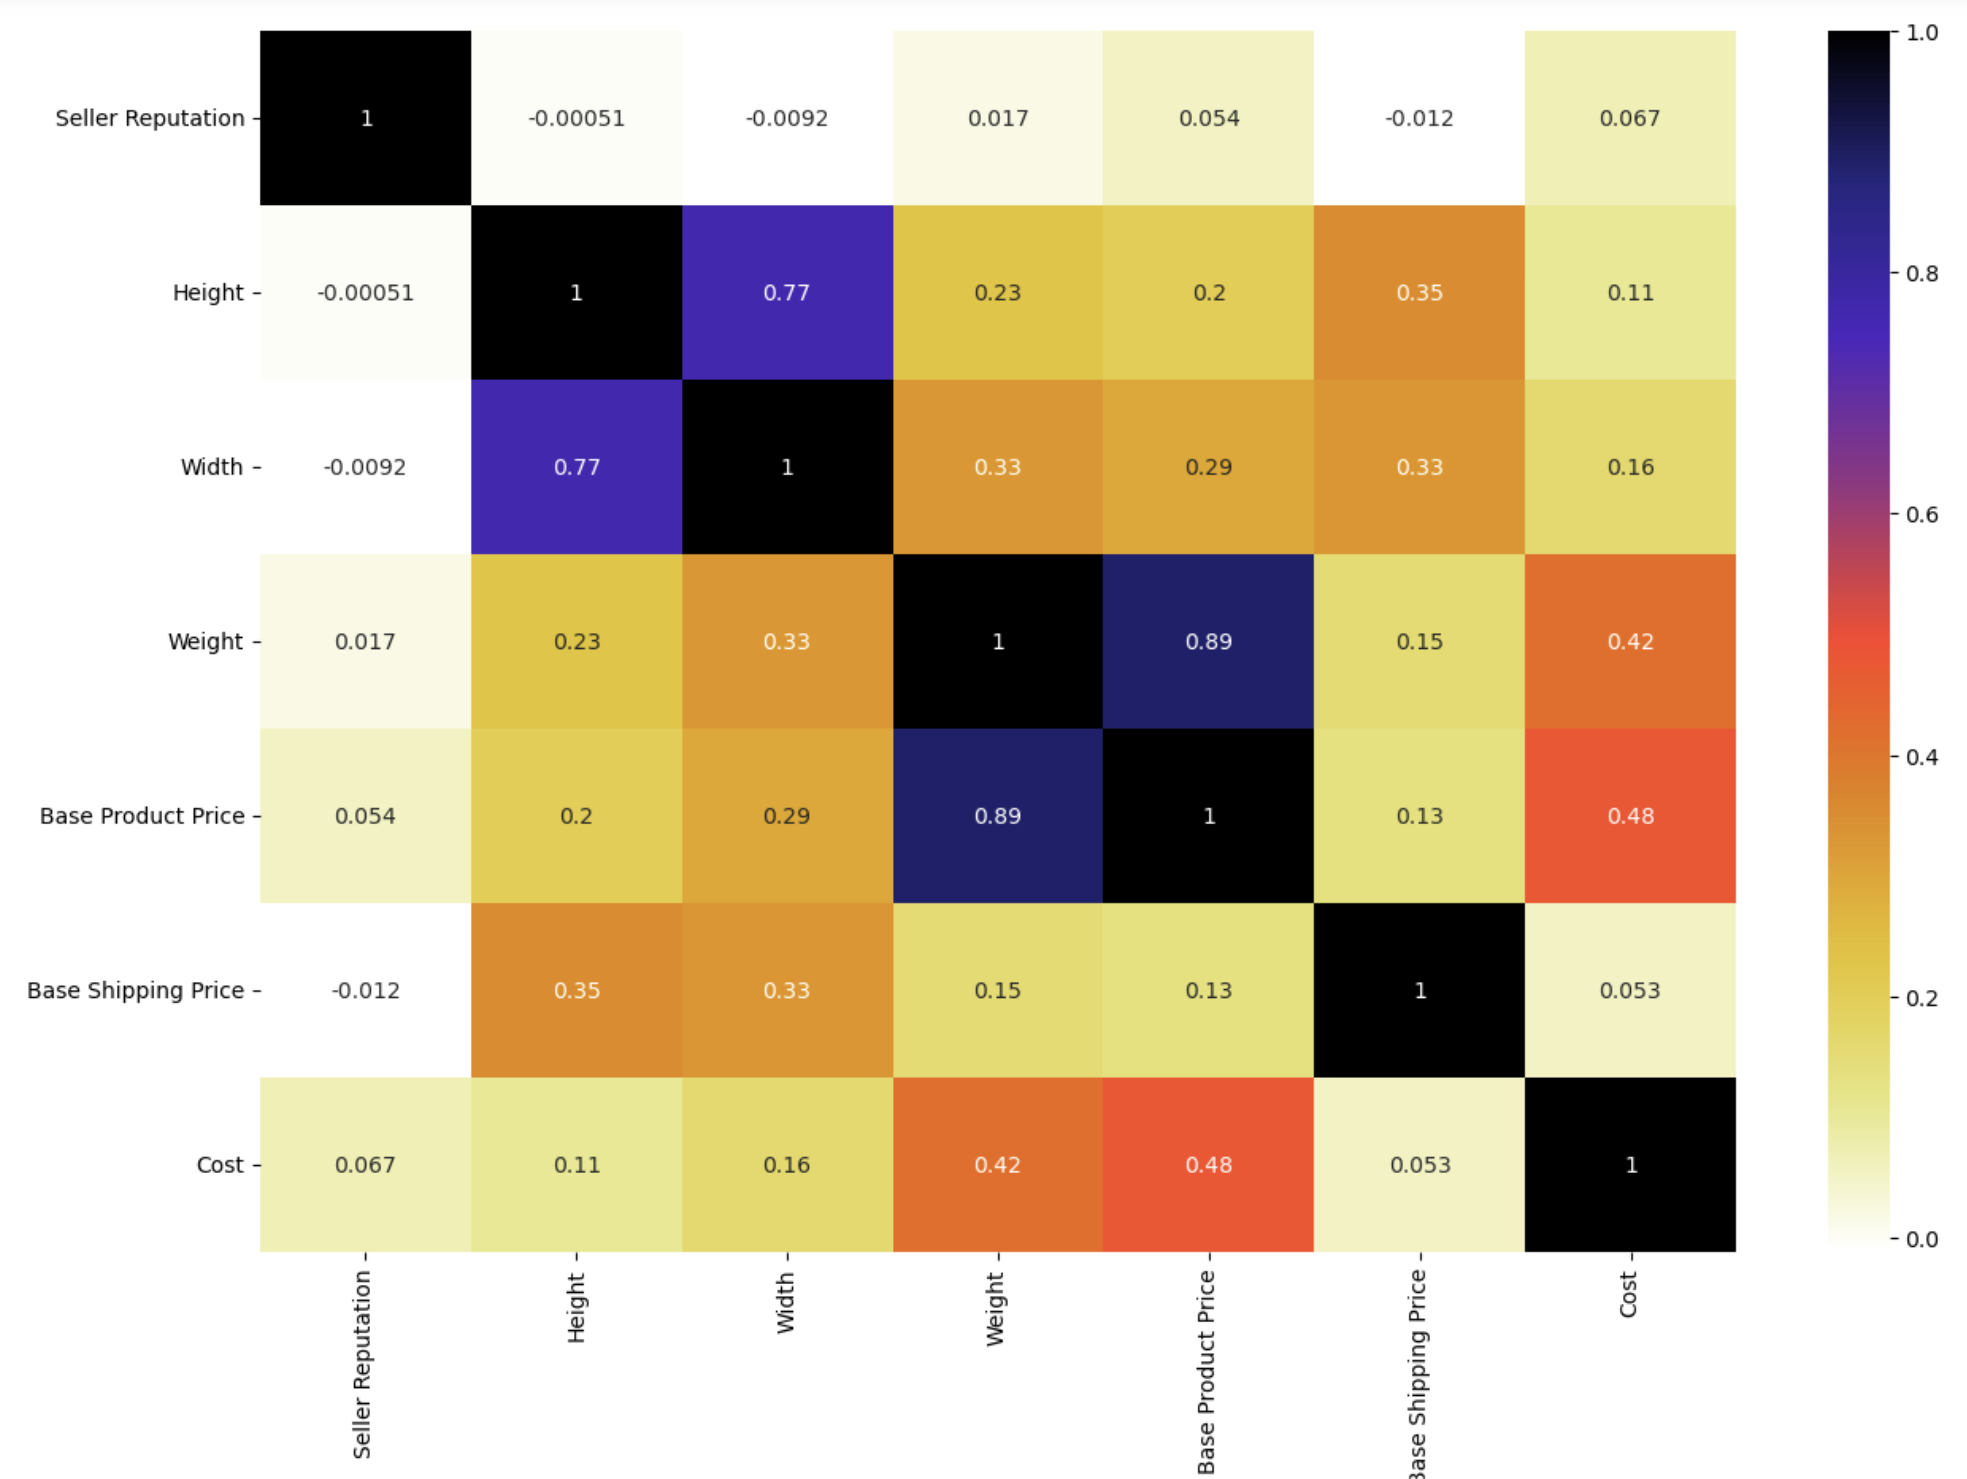 Seller Reputation 1 -0.00051 -0.0092 0.017 0.054 -0.012 0.067
Height -0.00051 1 0.77 0.23 0.2 0.35 0.11
Width -0.0092 0.77 1 0.33 0.29 0.33 0.16
Weight 0.017 0.23 0.33 1 0.89 0.15 0.42
Base Product Price 0.054 0.2 0.29 0.89 1 0.13 0.48
Base Shipping Price -0.012 0.35 0.33 0.15 0.13 1 0.053
Cost 0.067 0.11 0.16 0.42 0.48 0.053 1
Seller Reputation
Height
Width
Weight
Base Product Price
Base Shipping Price
Cost
1.0
0.8
0.6
0.4
0.2
0.0